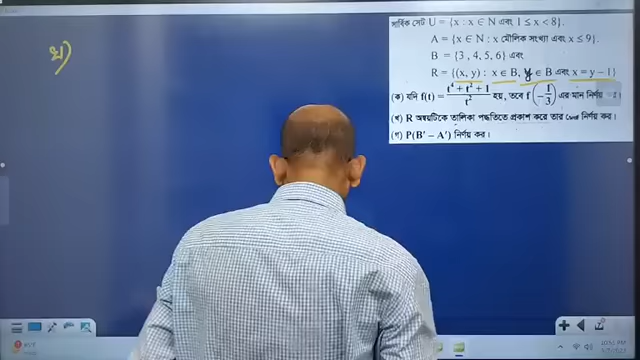 সার্বিক সেট U = {x : x ∈ N এবং 1 ≤ x < 8}.
A = {x ∈ N : x মৌলিক সংখ্যা এবং x ≤ 9}.
B = {3, 4, 5, 6} এবং
R = {(x, y) : x ∈ B, y ∈ B এবং x = y − 1}
(ক) যদি f(t) = (t⁴ + t² + 1)/t² হয়, তবে f(−1/3) এর মান নির্ণয় কর।
(খ) R অন্বয়টিকে তালিকা পদ্ধতিতে প্রকাশ করে তার নির্ণয় কর।
(গ) P(B′ − A′) নির্ণয় কর।
খ)